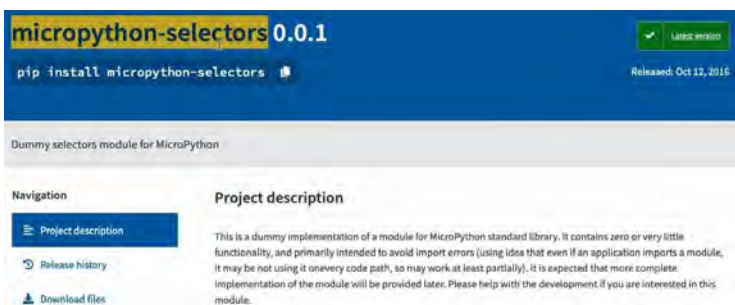 micropython-selectors 0.0.1
Latest version
pip install micropython-selectors
Released: Oct 12, 2016
Dummy selectors module for MicroPython
Navigation
Project description
Release history
Download files
Project description
This is a dummy implementation of a module for MicroPython standard library. It contains zero or very little
functionality, and primarily intended to avoid import errors (using idea that even if an application imports a module,
it may be not using it onevery code path, so may work at least partially). It is expected that more complete
implementation of the module will be provided later. Please help with the development if you are interested in this
module.